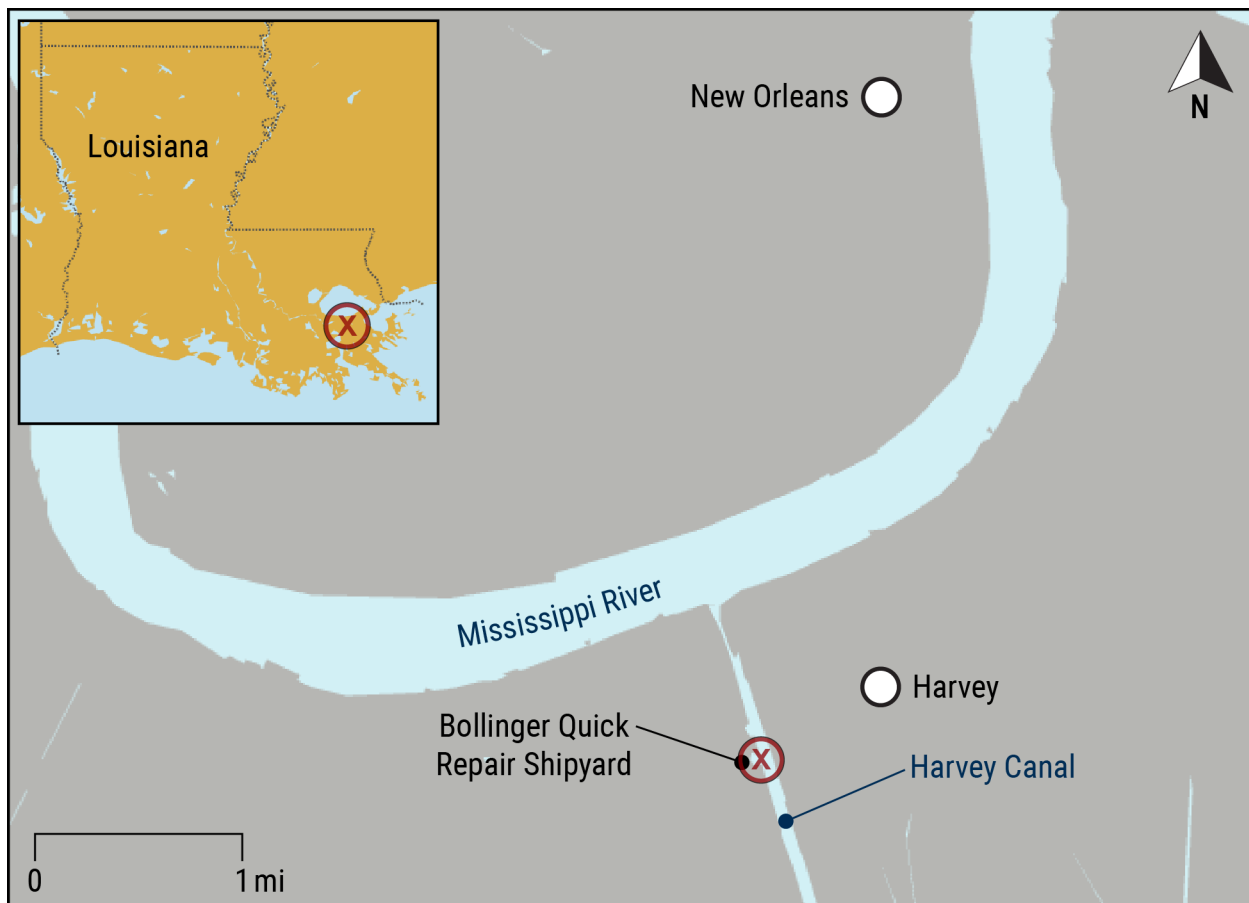 Louisiana
X
New Orleans
N
Mississippi River
Harvey
Bollinger Quick
Repair Shipyard
X
Harvey Canal
0
1 mi